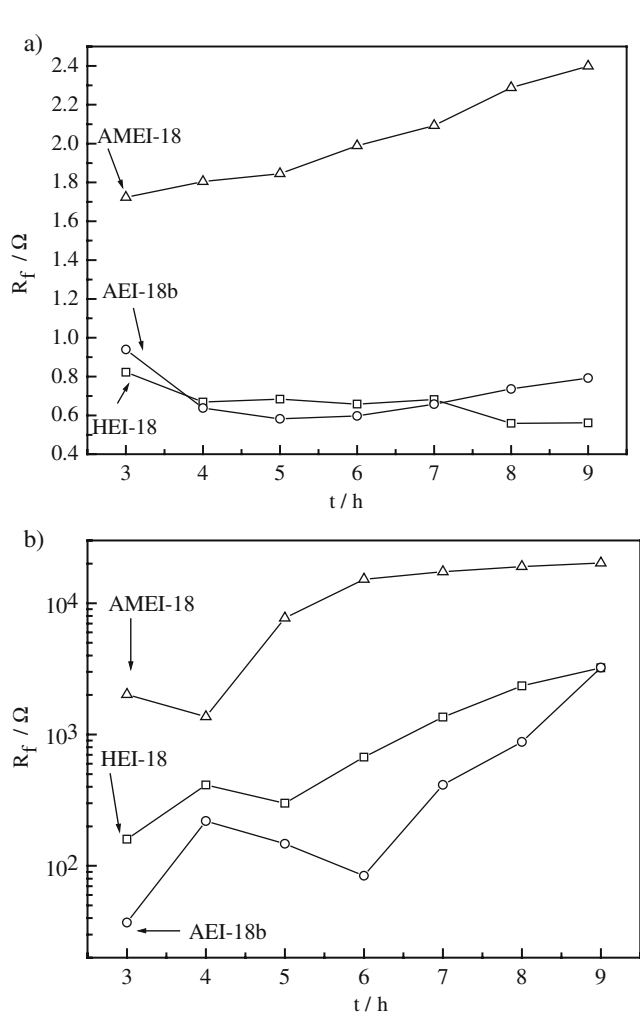 a)
2.4
2.2
2.0
1.8
1.6
1.4
1.2
1.0
0.8
0.6
0.4
R_f / Ω
AMEI-18
AEI-18b
HEI-18
3 4 5 6 7 8 9
t / h
b)
10^4
10^3
10^2
R_f / Ω
AMEI-18
HEI-18
AEI-18b
3 4 5 6 7 8 9
t / h